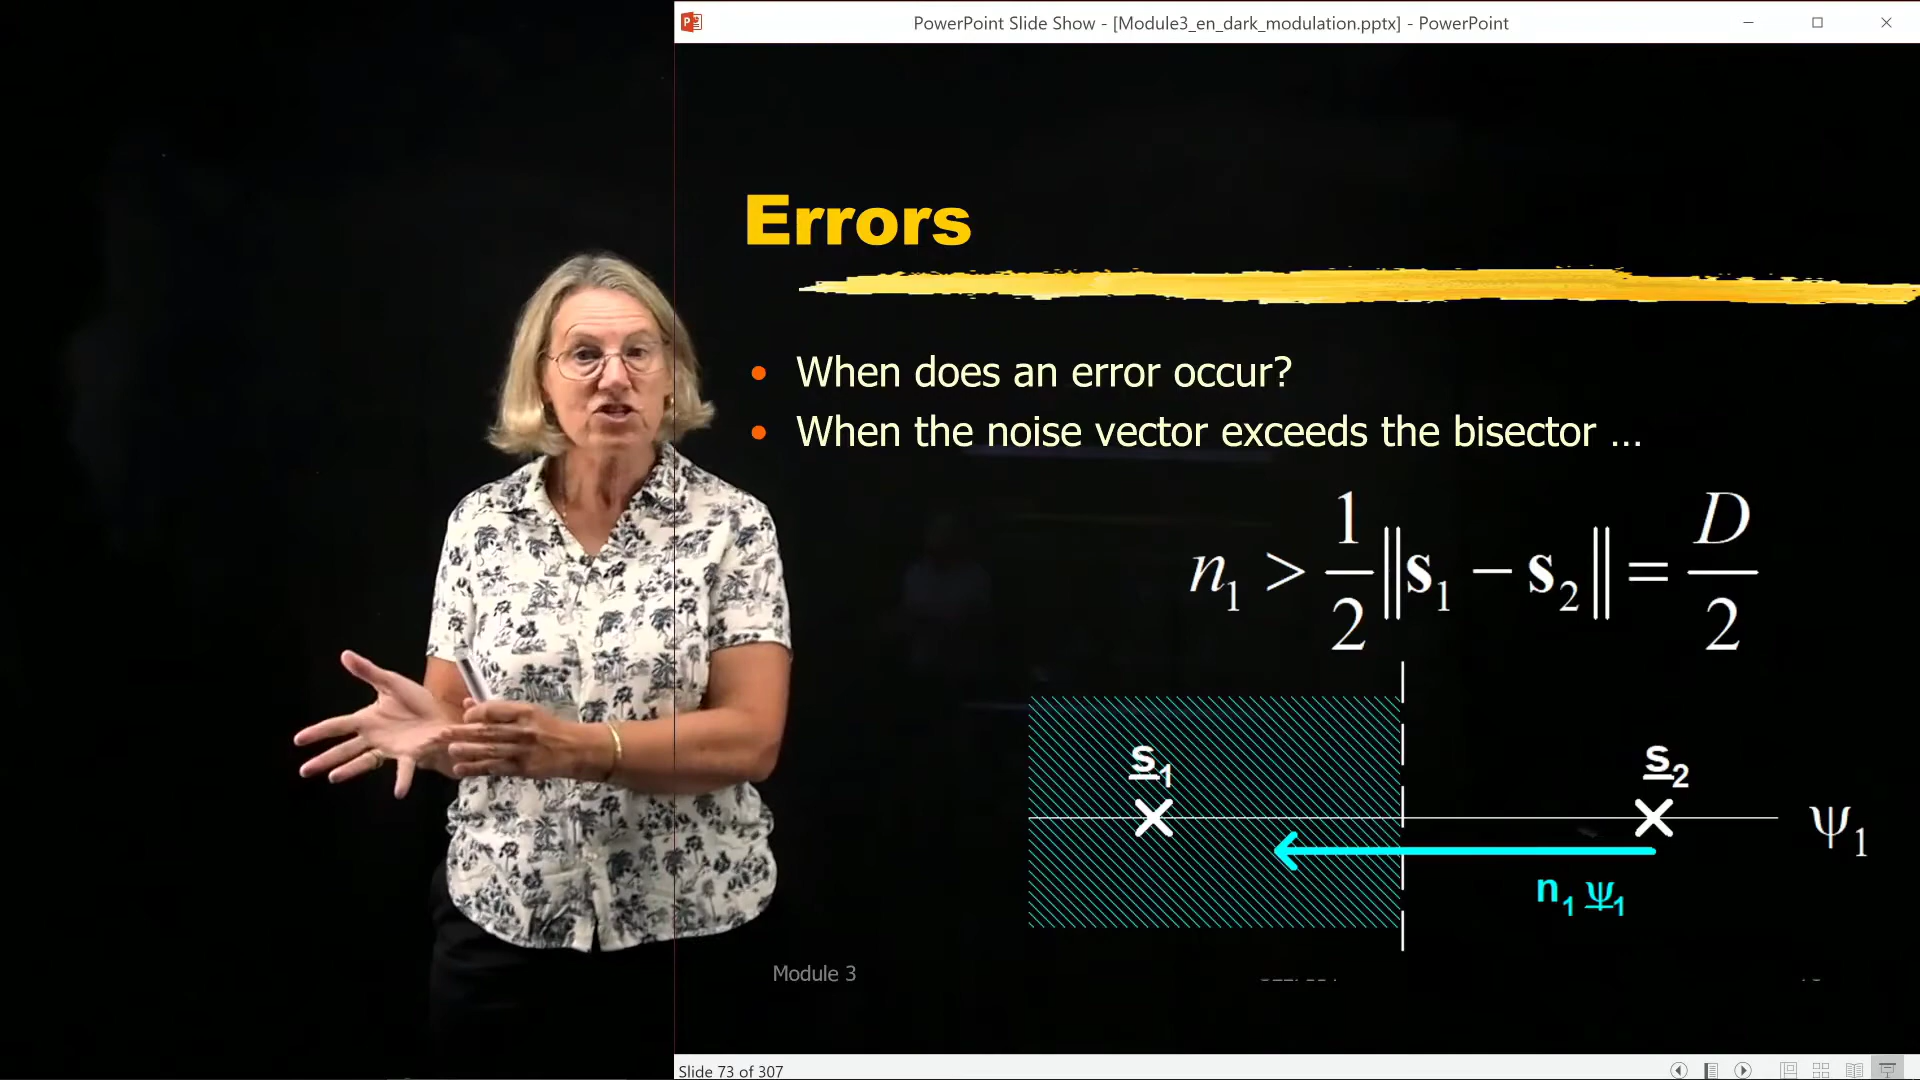 PowerPoint Slide Show - [Module3_en_dark_modulation.pptx] - PowerPoint
Errors
• When does an error occur?
• When the noise vector exceeds the bisector ...
n₁ > 1/2 ‖s₁ − s₂‖ = D/2
s₁
s₂
ψ₁
n₁ ψ₁
Module 3
Slide 73 of 307